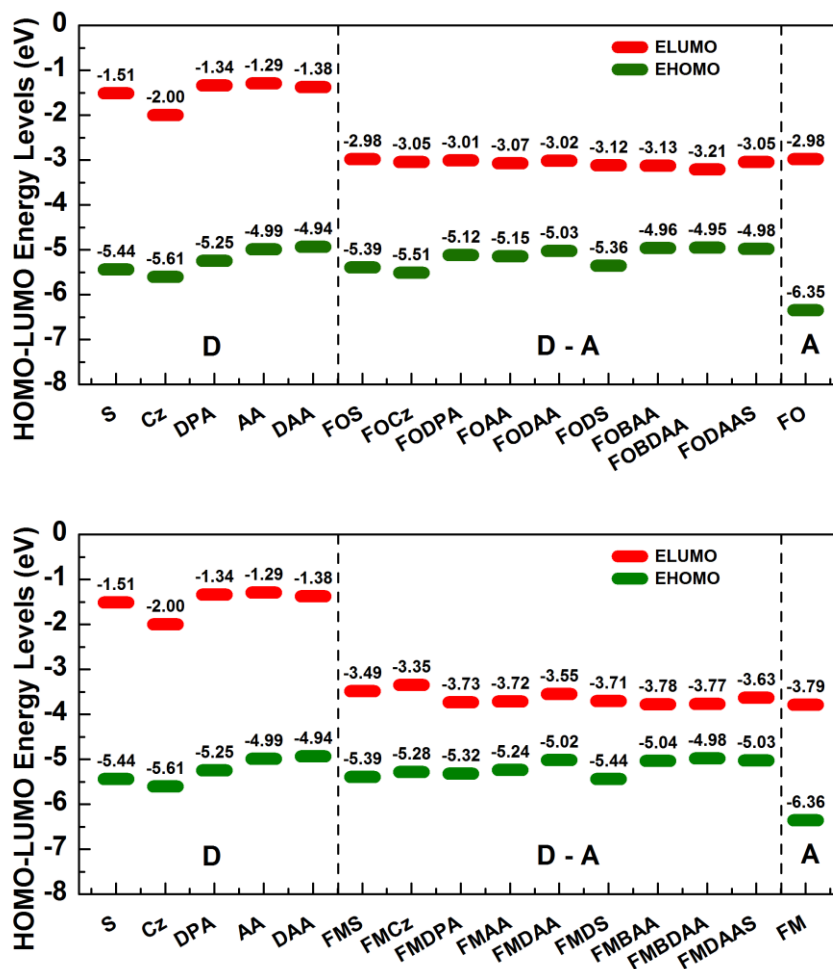 HOMO-LUMO Energy Levels (eV)
0
-1
-2
-3
-4
-5
-6
-7
-8
ELUMO
EHOMO
-1.51
-2.00
-1.34
-1.29
-1.38
-2.98
-3.05
-3.01
-3.07
-3.02
-3.12
-3.13
-3.21
-3.05
-2.98
-5.44
-5.61
-5.25
-4.99
-4.94
-5.39
-5.51
-5.12
-5.15
-5.03
-5.36
-4.96
-4.95
-4.98
-6.35
D
D - A
A
S
Cz
DPA
AA
DAA
FOS
FOCz
FODPA
FOAA
FODAA
FODS
FOBAA
FOBDAA
FODAAS
FO
HOMO-LUMO Energy Levels (eV)
0
-1
-2
-3
-4
-5
-6
-7
-8
ELUMO
EHOMO
-1.51
-2.00
-1.34
-1.29
-1.38
-3.49
-3.35
-3.73
-3.72
-3.55
-3.71
-3.78
-3.77
-3.63
-3.79
-5.44
-5.61
-5.25
-4.99
-4.94
-5.39
-5.28
-5.32
-5.24
-5.02
-5.44
-5.04
-4.98
-5.03
-6.36
D
D - A
A
S
Cz
DPA
AA
DAA
FMS
FMCz
FMDPA
FMAA
FMDAA
FMDS
FMBAA
FMBDAA
FMDAAS
FM